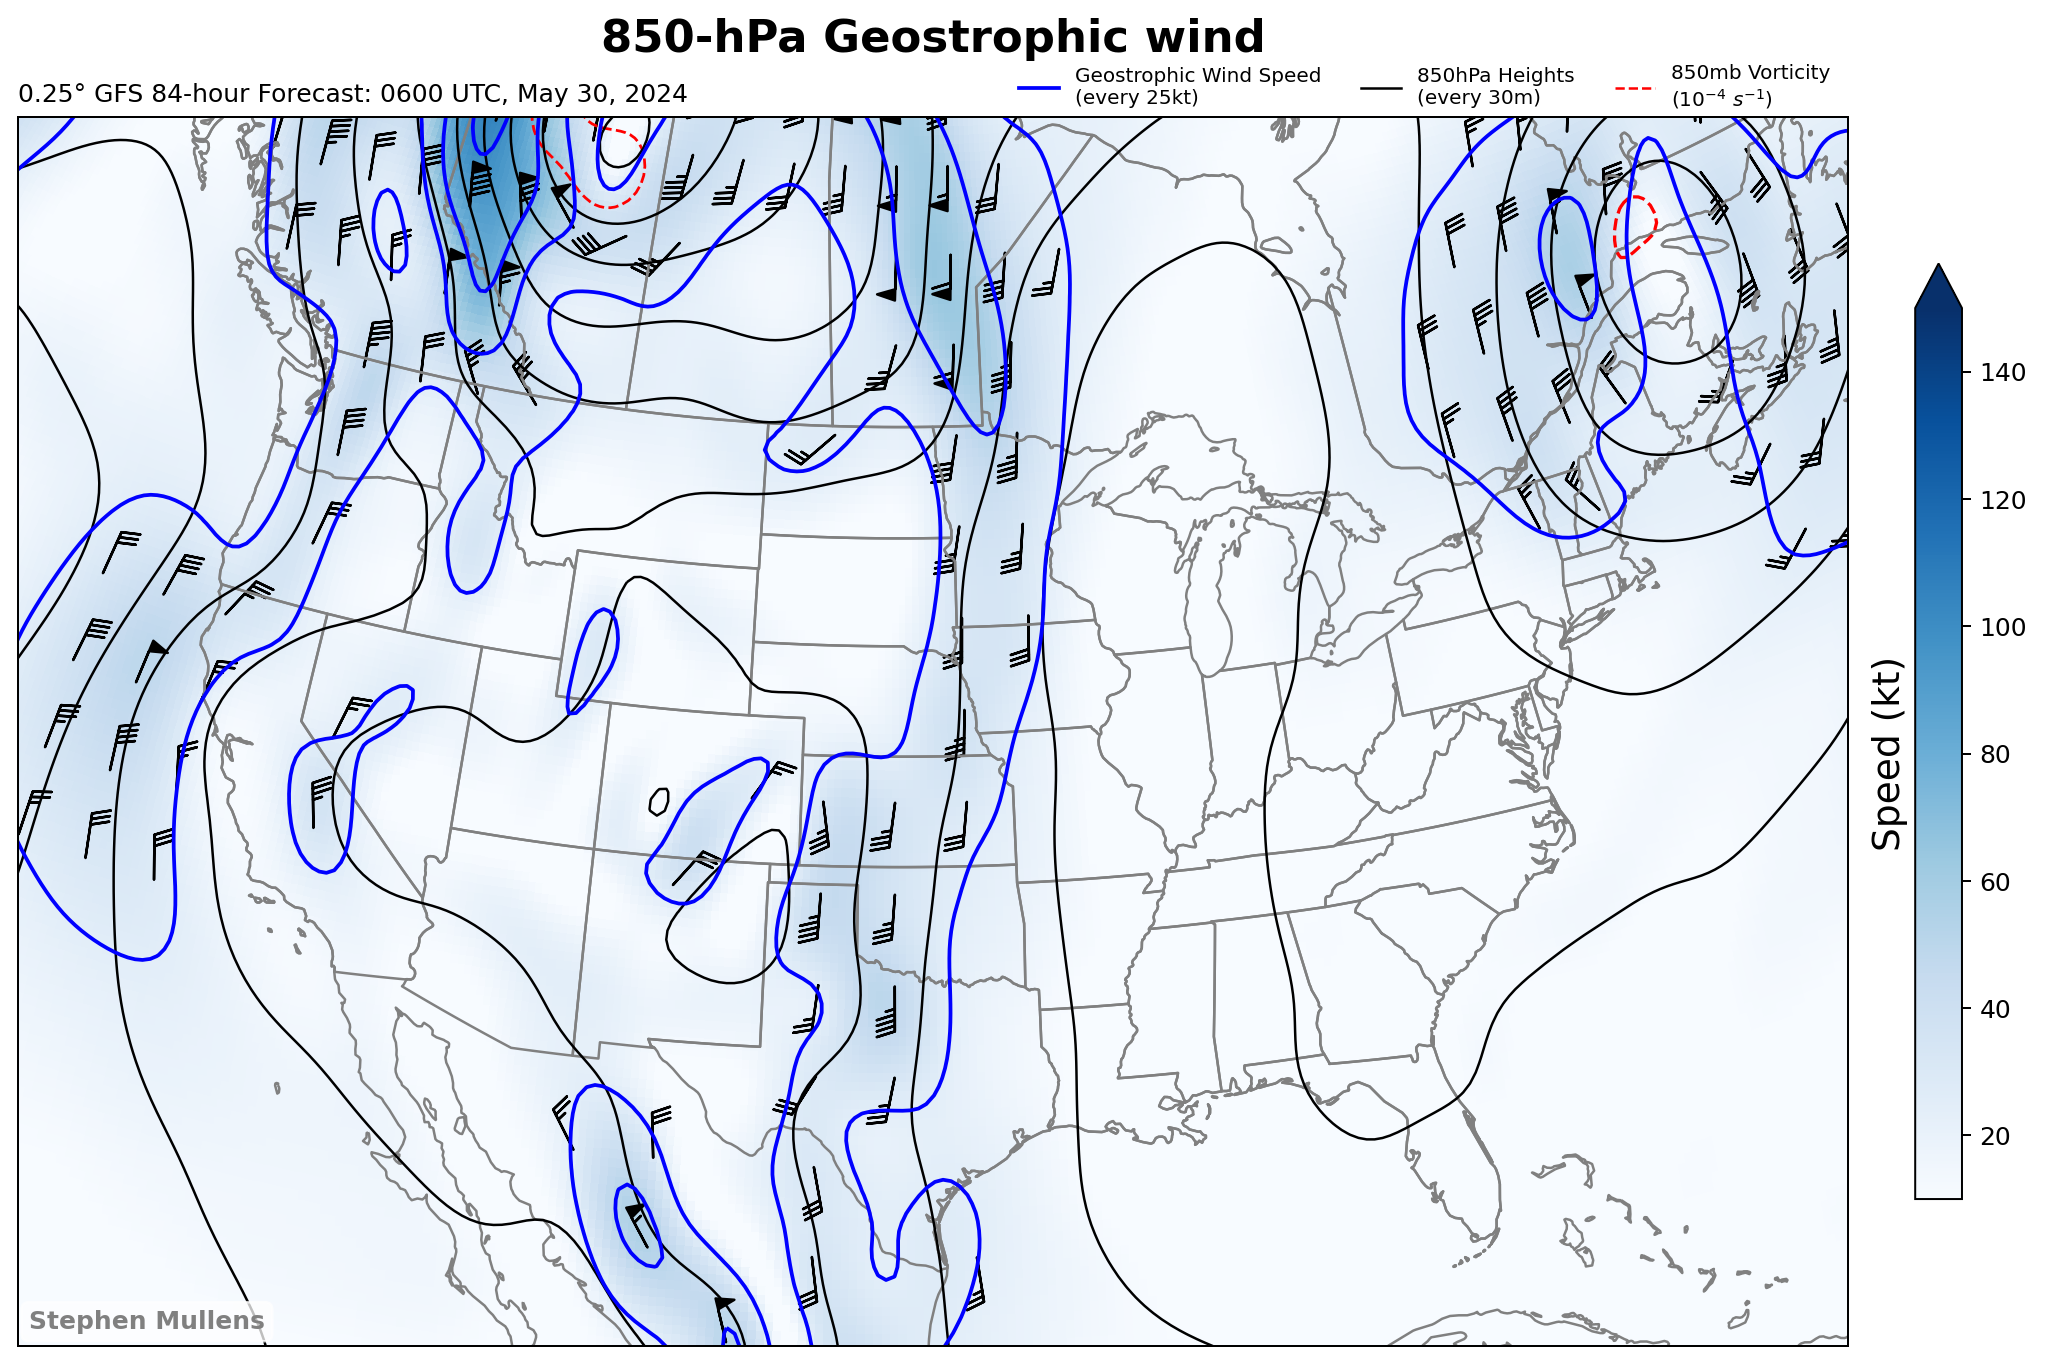 850-hPa Geostrophic wind
0.25° GFS 84-hour Forecast: 0600 UTC, May 30, 2024
Geostrophic Wind Speed
(every 25kt)
850hPa Heights
(every 30m)
850mb Vorticity
(10⁻⁴ s⁻¹)
140
120
100
80
60
40
20
Speed (kt)
Stephen Mullens